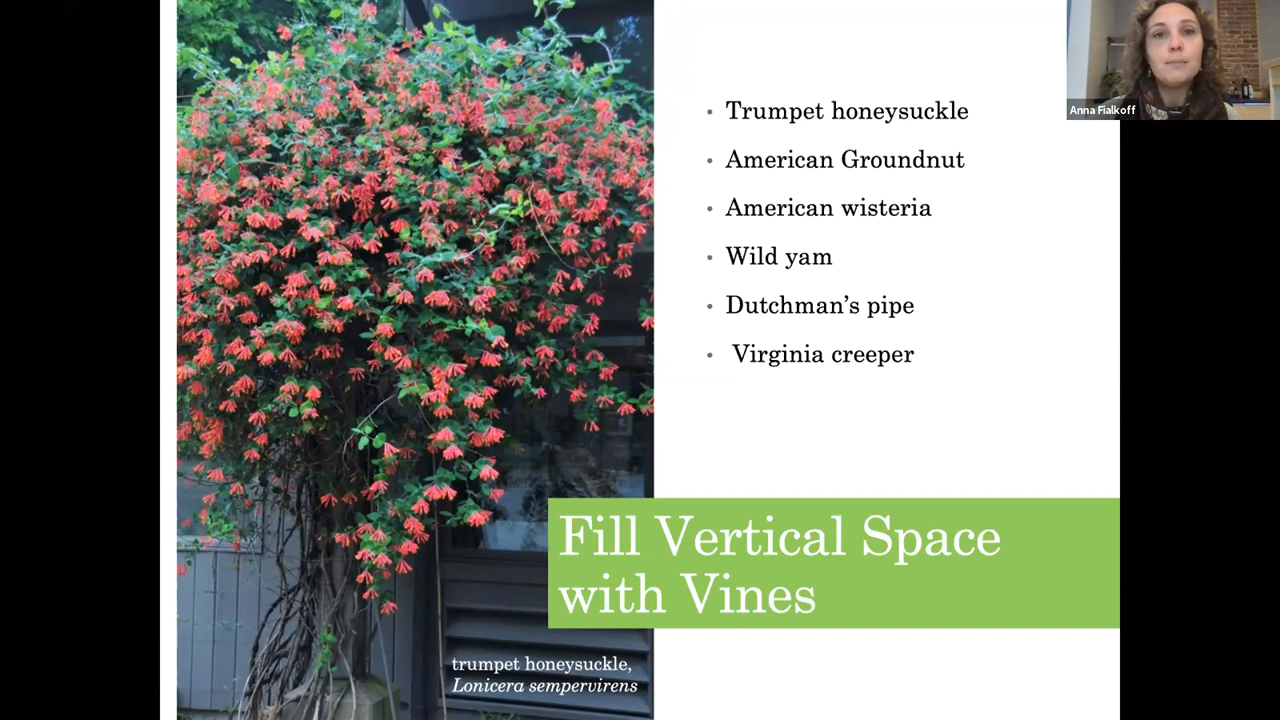 Anna Fialkoff
• Trumpet honeysuckle
• American Groundnut
• American wisteria
• Wild yam
• Dutchman’s pipe
• Virginia creeper
Fill Vertical Space
with Vines
trumpet honeysuckle,
Lonicera sempervirens